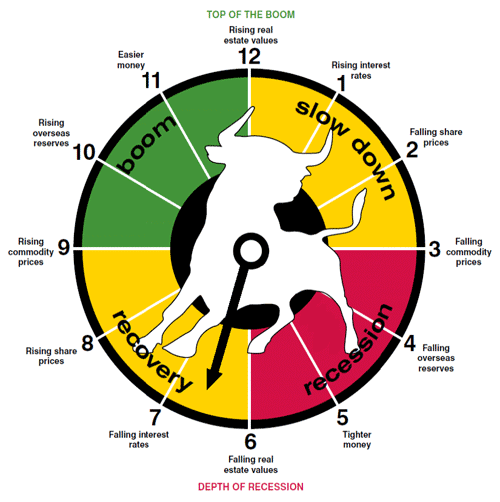 TOP OF THE BOOM
Rising real
estate values
12
Easier
money
11
Rising interest
rates
1
Rising
overseas
reserves
10
boom
slow down
Falling share
prices
2
Rising
commodity
prices
9
3
Falling
commodity
prices
Rising share
prices
8
recovery
recession
4
Falling
overseas
reserves
7
Falling interest
rates
5
Tighter
money
6
Falling real
estate values
DEPTH OF RECESSION